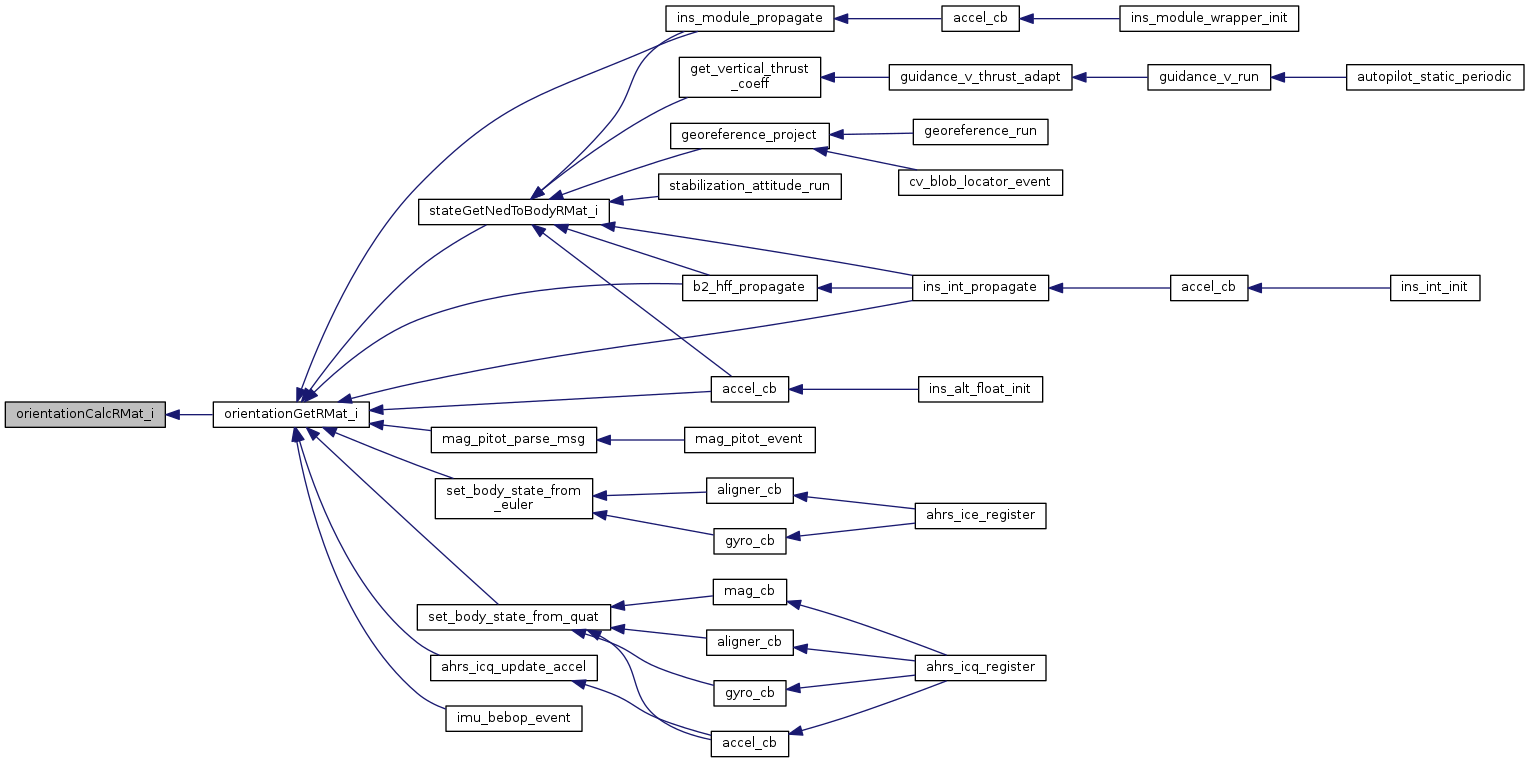 ins_module_propagate
accel_cb
ins_module_wrapper_init
get_vertical_thrust
_coeff
guidance_v_thrust_adapt
guidance_v_run
autopilot_static_periodic
georeference_project
georeference_run
cv_blob_locator_event
stabilization_attitude_run
stateGetNedToBodyRMat_i
b2_hff_propagate
ins_int_propagate
accel_cb
ins_int_init
accel_cb
ins_alt_float_init
orientationCalcRMat_i
orientationGetRMat_i
mag_pitot_parse_msg
mag_pitot_event
set_body_state_from
_euler
aligner_cb
ahrs_ice_register
gyro_cb
mag_cb
set_body_state_from_quat
aligner_cb
ahrs_icq_update_accel
ahrs_icq_register
gyro_cb
imu_bebop_event
accel_cb